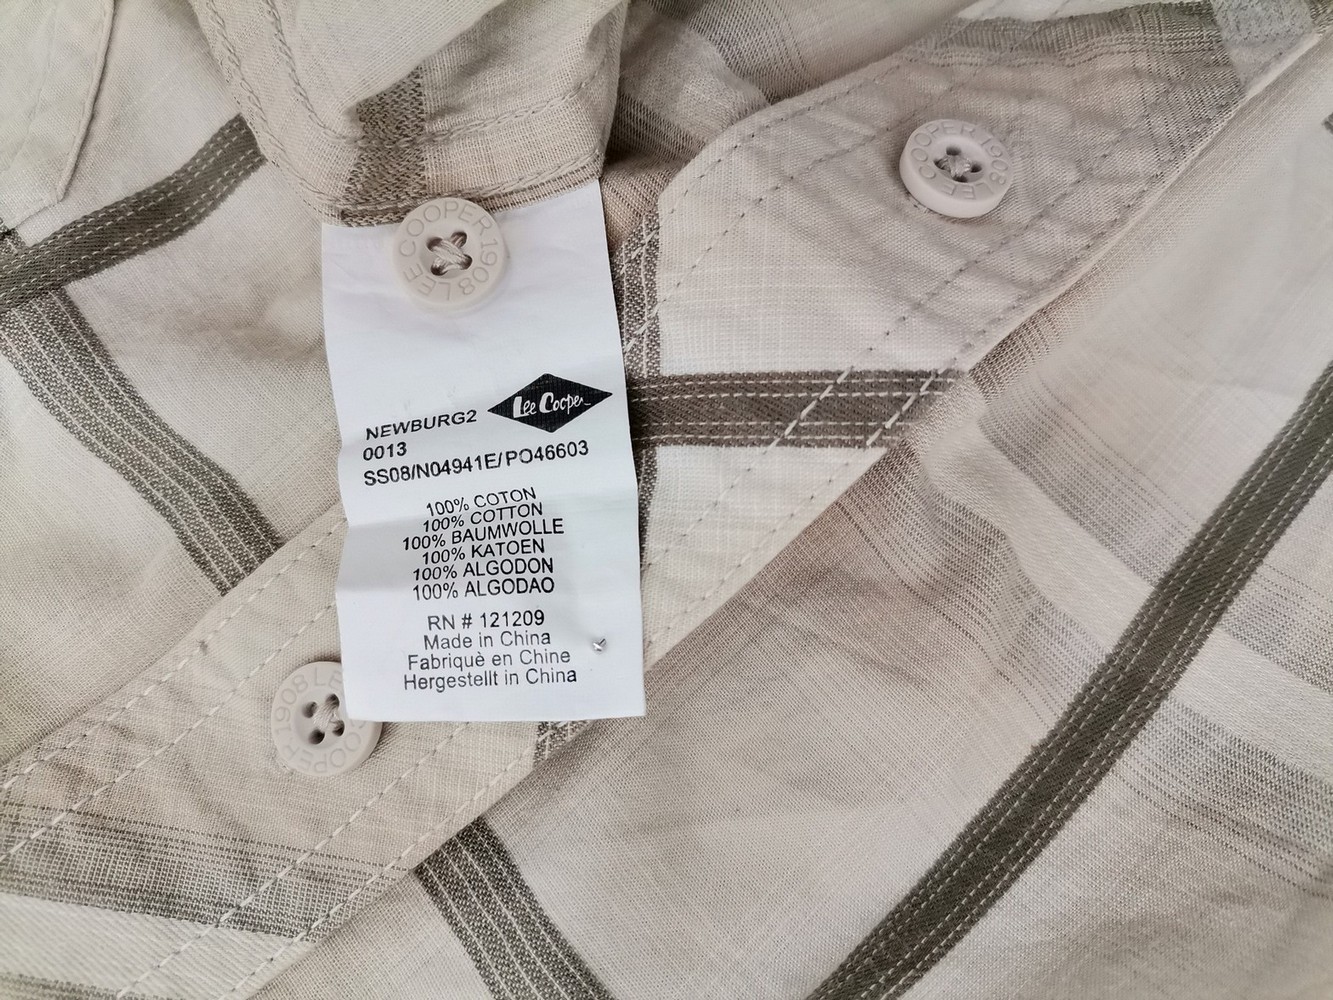 COOPER 1908 LEE
COOPER 1908 LEE
Lee Cooper
NEWBURG2
0013
SS08/N04941E/PO46603
100% COTON
100% COTTON
100% BAUMWOLLE
100% KATOEN
100% ALGODON
100% ALGODAO
RN # 121209
Made in China
Fabriquè en Chine
Hergestellt in China
1908 LE
COOPER